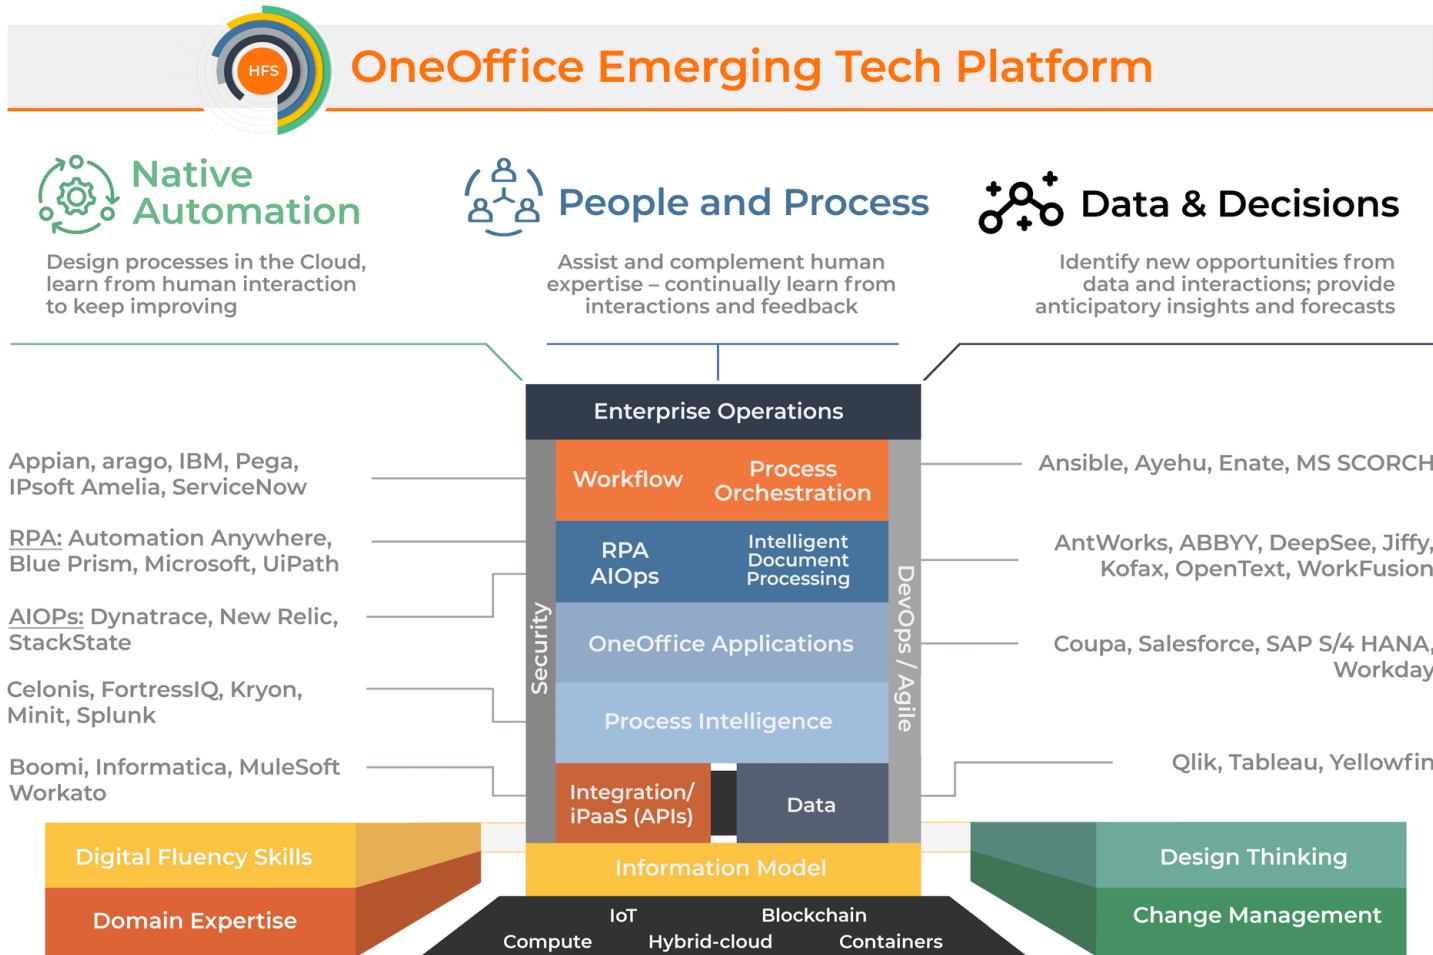 HFS
OneOffice Emerging Tech Platform
Native
Automation
Design processes in the Cloud,
learn from human interaction
to keep improving
People and Process
Assist and complement human
expertise – continually learn from
interactions and feedback
Data & Decisions
Identify new opportunities from
data and interactions; provide
anticipatory insights and forecasts
Enterprise Operations
Workflow
Process
Orchestration
RPA
AIOps
Intelligent
Document
Processing
OneOffice Applications
Process Intelligence
Integration/
iPaaS (APIs)
Data
Security
DevOps / Agile
Information Model
IoT
Blockchain
Compute
Hybrid-cloud
Containers
Appian, arago, IBM, Pega,
IPsoft Amelia, ServiceNow
RPA: Automation Anywhere,
Blue Prism, Microsoft, UiPath
AIOPs: Dynatrace, New Relic,
StackState
Celonis, FortressIQ, Kryon,
Minit, Splunk
Boomi, Informatica, MuleSoft
Workato
Ansible, Ayehu, Enate, MS SCORCH
AntWorks, ABBYY, DeepSee, Jiffy,
Kofax, OpenText, WorkFusion
Coupa, Salesforce, SAP S/4 HANA,
Workday
Qlik, Tableau, Yellowfin
Digital Fluency Skills
Domain Expertise
Design Thinking
Change Management